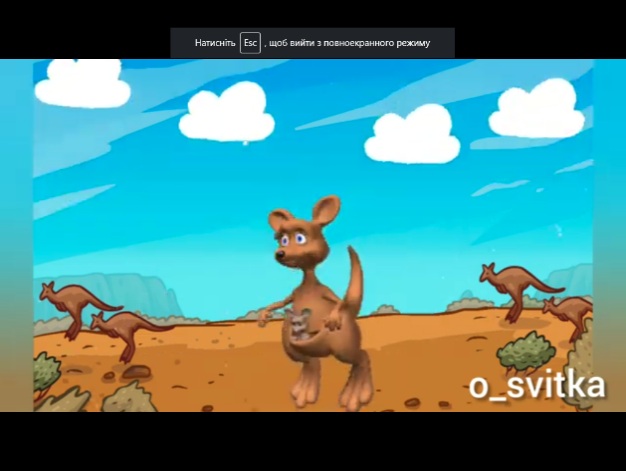 Натисніть Esc , щоб вийти з повноекранного режиму
o_svitka